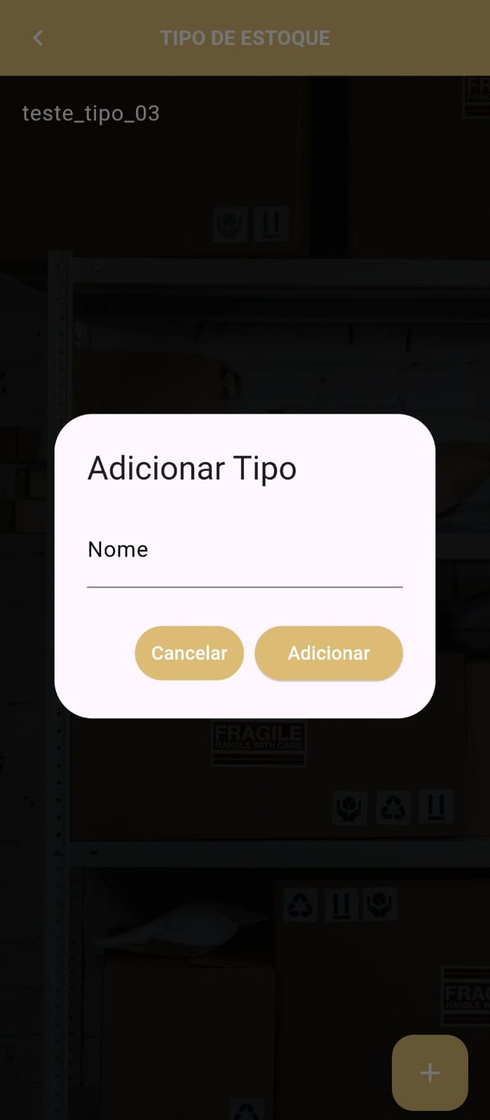 TIPO DE ESTOQUE
teste_tipo_03
Adicionar Tipo
Nome
Cancelar
Adicionar
FRAGILE
HANDLE WITH CARE